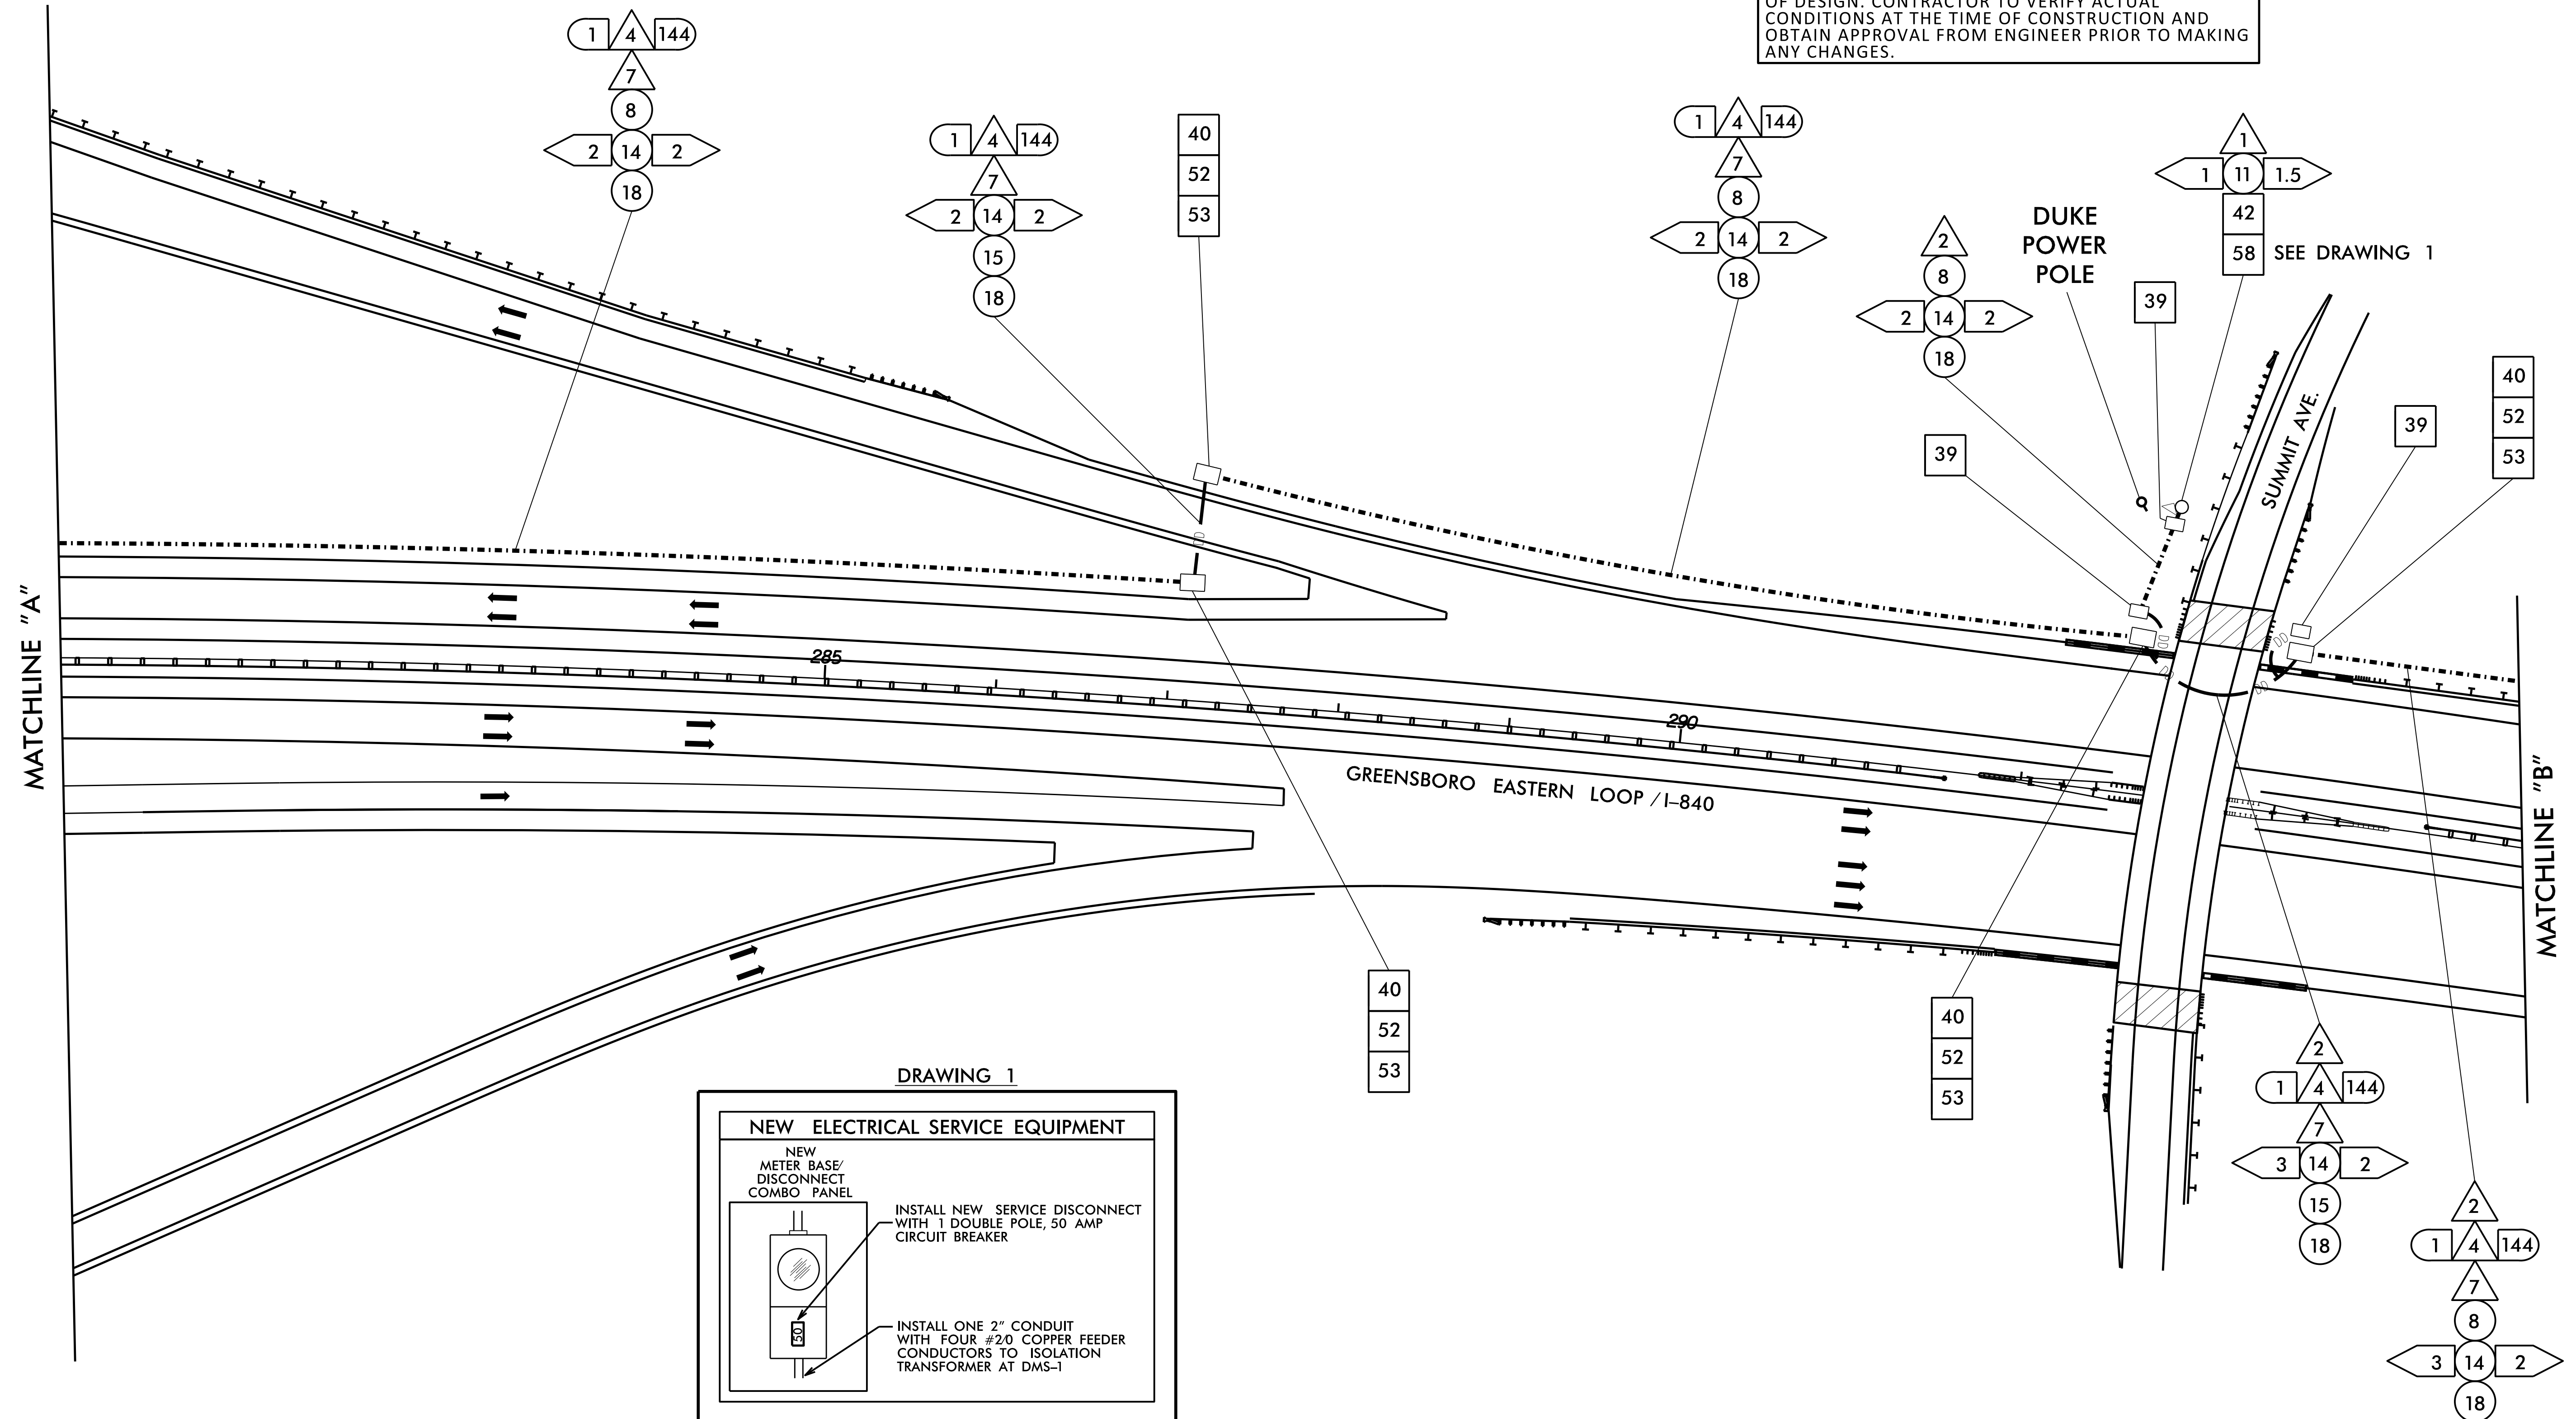 OF DESIGN. CONTRACTOR TO VERIFY ACTUAL
CONDITIONS AT THE TIME OF CONSTRUCTION AND
OBTAIN APPROVAL FROM ENGINEER PRIOR TO MAKING
ANY CHANGES.
1 4 144
7
8
2 14 2
18
1 4 144
7
2 14 2
15
18
40
52
53
1 4 144
7
8
2 14 2
18
2
8
2 14 2
18
DUKE
POWER
POLE
39
1
1 11 1.5
42
58 SEE DRAWING 1
39
SUMMIT AVE.
39
40
52
53
MATCHLINE "A"
285
290
GREENSBORO EASTERN LOOP / I-840
MATCHLINE "B"
40
52
53
40
52
53
2
1 4 144
7
3 14 2
15
18
2
1 4 144
7
8
3 14 2
18
DRAWING 1
NEW ELECTRICAL SERVICE EQUIPMENT
NEW
METER BASE/
DISCONNECT
COMBO PANEL
50
INSTALL NEW SERVICE DISCONNECT
WITH 1 DOUBLE POLE, 50 AMP
CIRCUIT BREAKER
INSTALL ONE 2" CONDUIT
WITH FOUR #2/0 COPPER FEEDER
CONDUCTORS TO ISOLATION
TRANSFORMER AT DMS-1